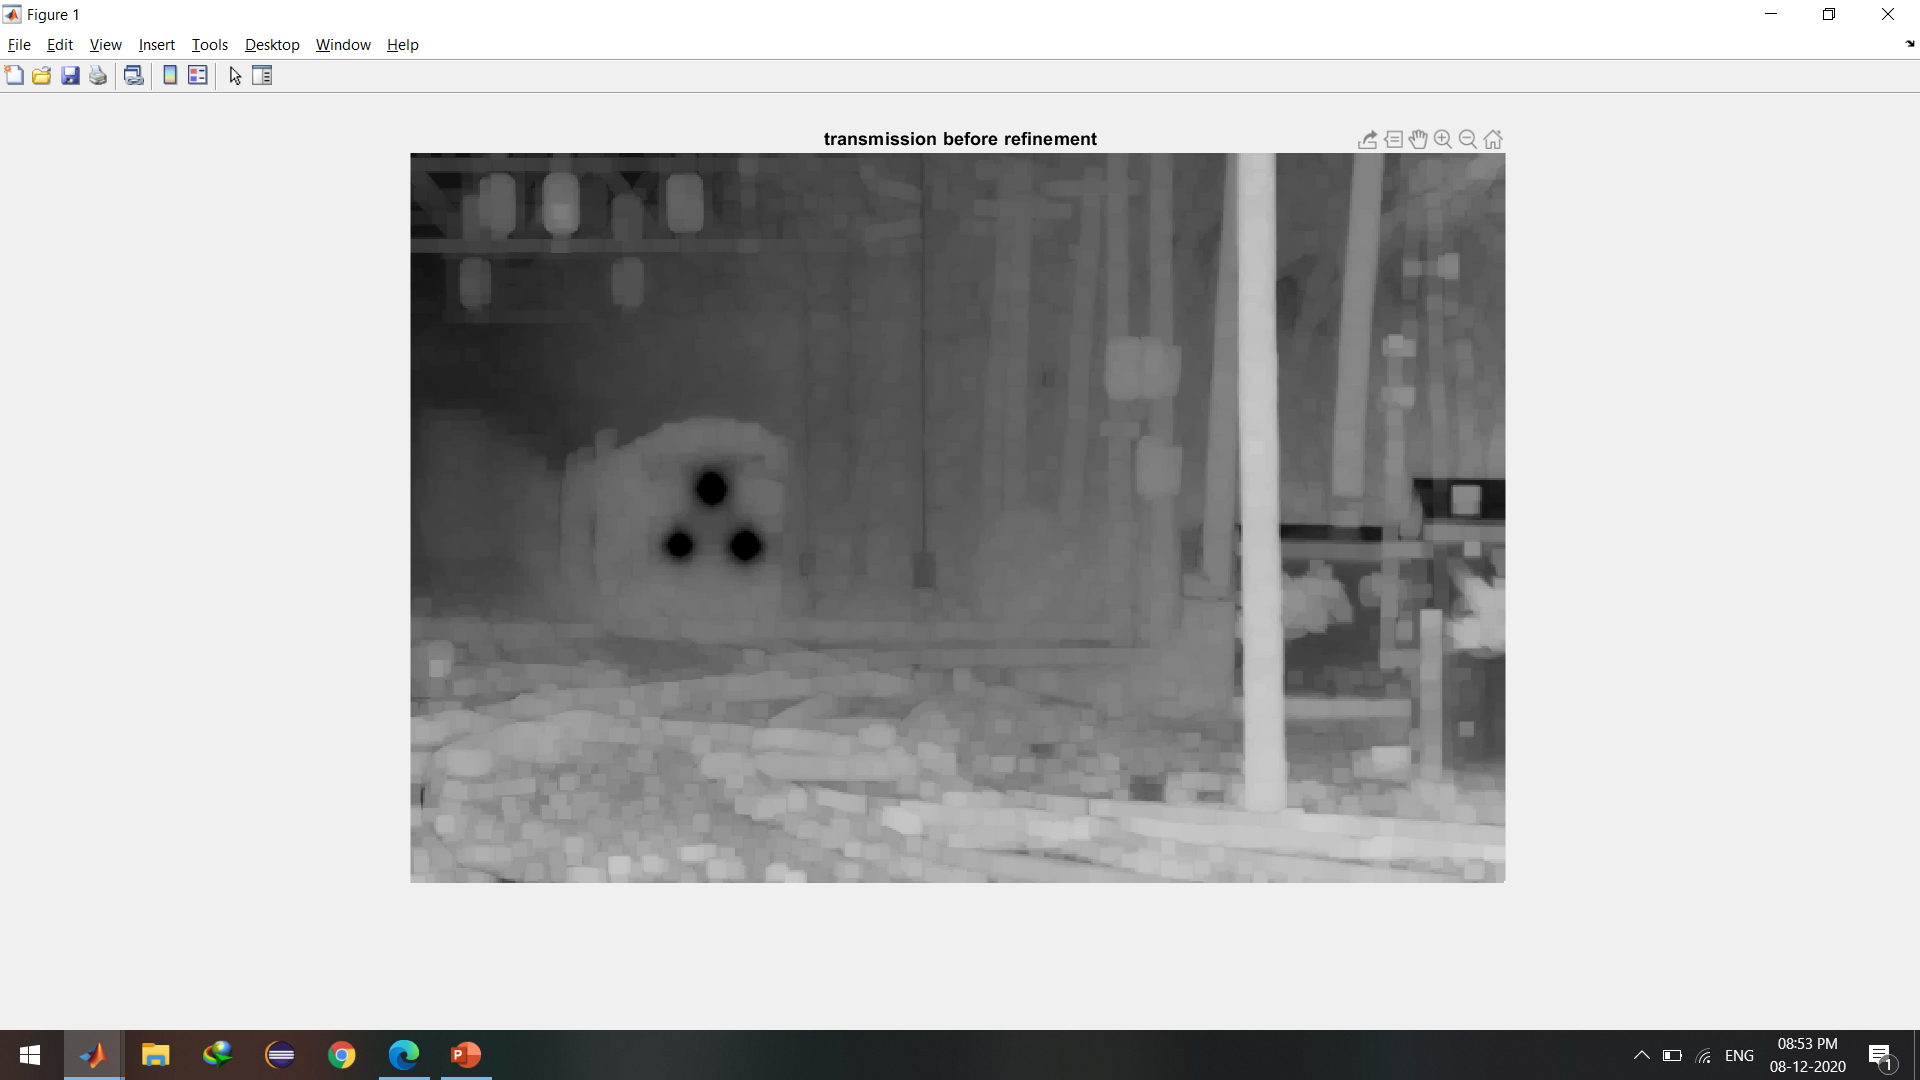 Figure 1
File Edit View Insert Tools Desktop Window Help
transmission before refinement
P
ENG
08:53 PM
08-12-2020
1